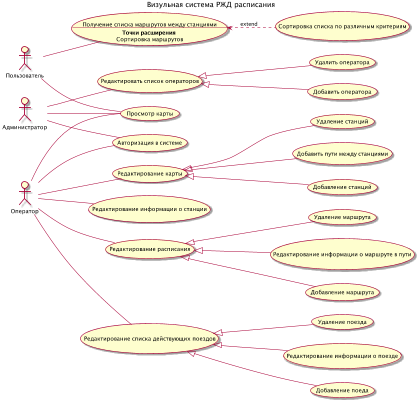 Визульная система РЖД расписания
Получение списка маршрутов между станциями
Точки расширения
Сортировка маршрутов
extend
Сортировка списка по различным критериям
Пользователь
Редактировать список операторов
Удалить оператора
Добавить оператора
Администратор
Просмотр карты
Авторизация в системе
Удаление станций
Добавить пути между станциями
Редактирование карты
Добавление станций
Оператор
Редактирование информации о станции
Удаление маршрута
Редактирование расписания
Редактирование информации о маршруте в пути
Добавление маршрута
Удаление поезда
Редактирование списка действующих поездов
Редактирование информации о поезде
Добавление поеда